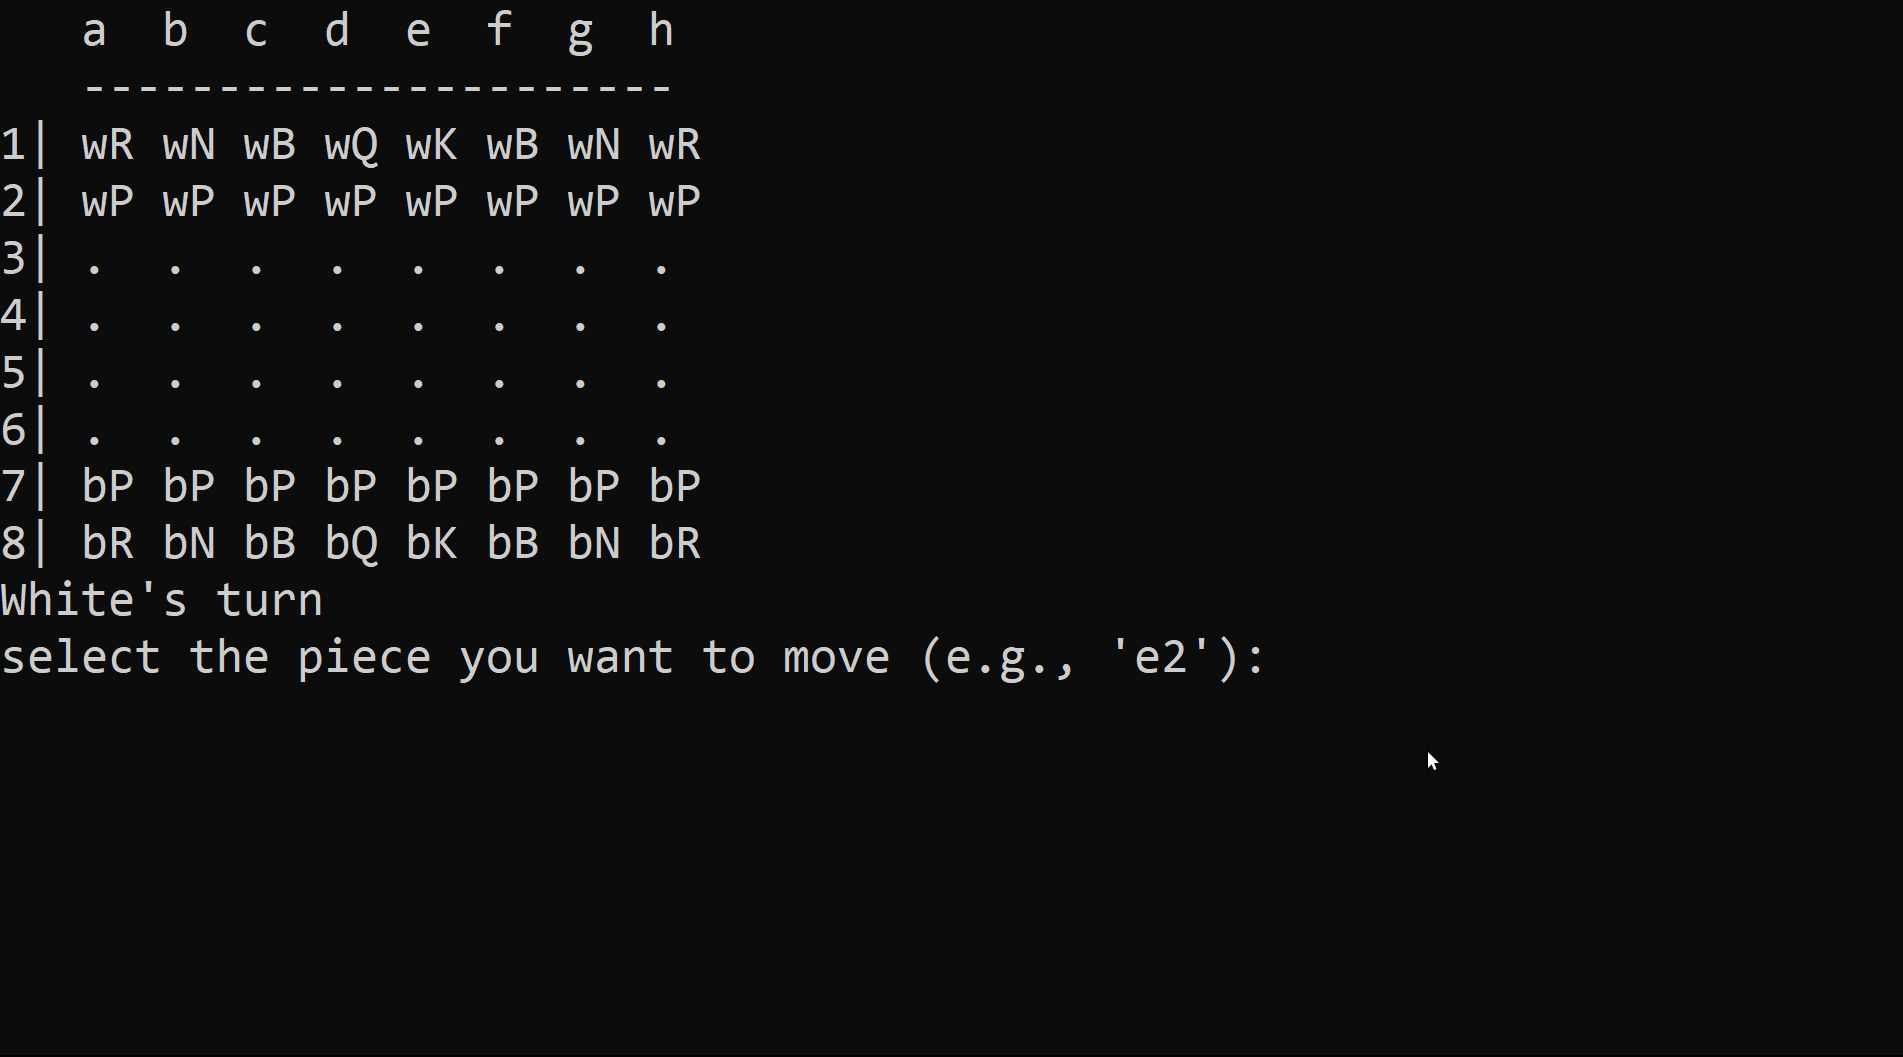 a b c d e f g h
----------------------
1| wR wN wB wQ wK wB wN wR
2| wP wP wP wP wP wP wP wP
3| . . . . . . . .
4| . . . . . . . .
5| . . . . . . . .
6| . . . . . . . .
7| bP bP bP bP bP bP bP bP
8| bR bN bB bQ bK bB bN bR
White's turn
select the piece you want to move (e.g., 'e2'):